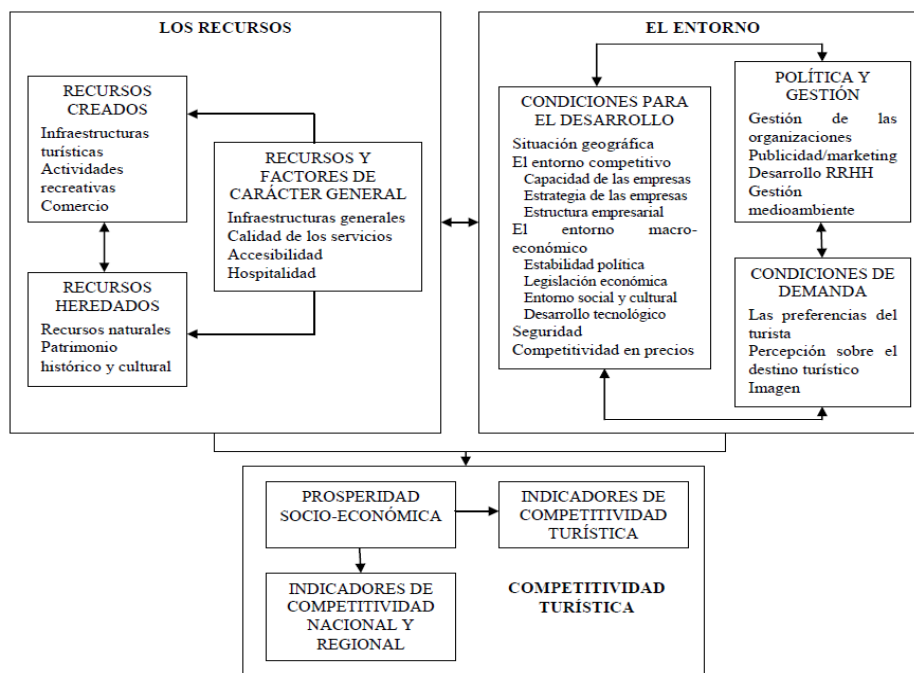 LOS RECURSOS
RECURSOS
CREADOS
Infraestructuras
turísticas
Actividades
recreativas
Comercio
RECURSOS Y
FACTORES DE
CARÁCTER GENERAL
Infraestructuras generales
Calidad de los servicios
Accesibilidad
Hospitalidad
RECURSOS
HEREDADOS
Recursos naturales
Patrimonio
histórico y cultural
EL ENTORNO
CONDICIONES PARA
EL DESARROLLO
Situación geográfica
El entorno competitivo
Capacidad de las empresas
Estrategia de las empresas
Estructura empresarial
El entorno macro-
económico
Estabilidad política
Legislación económica
Entorno social y cultural
Desarrollo tecnológico
Seguridad
Competitividad en precios
POLÍTICA Y
GESTIÓN
Gestión de las
organizaciones
Publicidad/marketing
Desarrollo RRHH
Gestión
medioambiente
CONDICIONES DE
DEMANDA
Las preferencias del
turista
Percepción sobre el
destino turístico
Imagen
PROSPERIDAD
SOCIO-ECONÓMICA
INDICADORES DE
COMPETITIVIDAD
TURÍSTICA
INDICADORES DE
COMPETITIVIDAD
NACIONAL Y
REGIONAL
COMPETITIVIDAD
TURÍSTICA